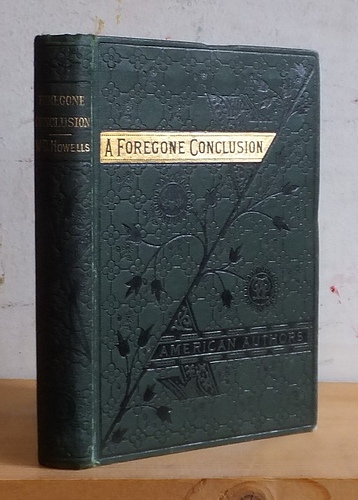 FOREGONE
CONCLUSION
W. D. HOWELLS
A FOREGONE CONCLUSION
AMERICAN AUTHORS